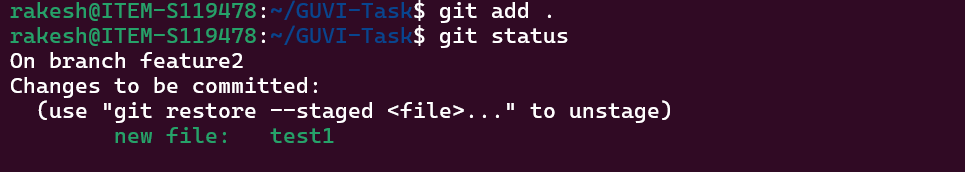 rakesh@ITEM-S119478:~/GUVI-Task$ git add .
rakesh@ITEM-S119478:~/GUVI-Task$ git status
On branch feature2
Changes to be committed:
  (use "git restore --staged <file>..." to unstage)
        new file:   test1